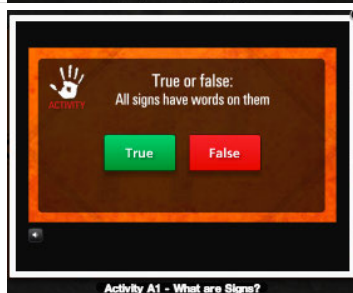 ACTIVITY
True or false:
All signs have words on them
True
False
Activity A1 - What are Signs?